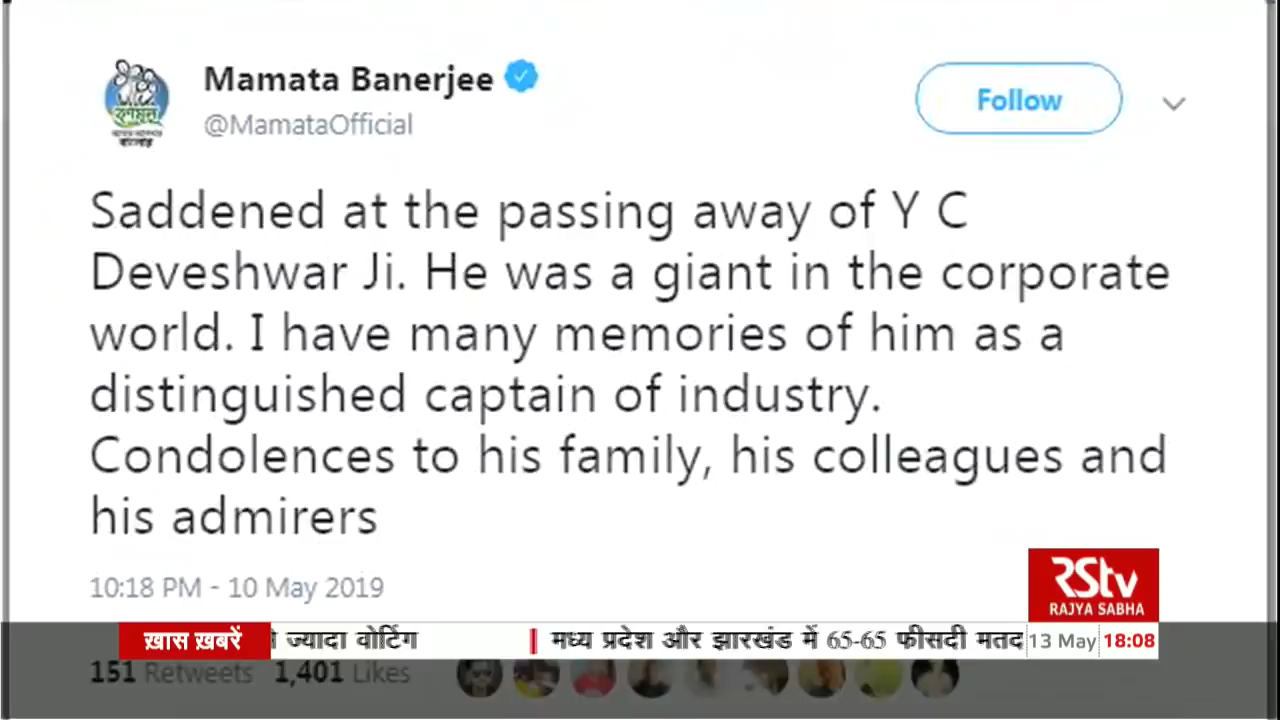 Mamata Banerjee
@MamataOfficial
Follow
Saddened at the passing away of Y C
Deveshwar Ji. He was a giant in the corporate
world. I have many memories of him as a
distinguished captain of industry.
Condolences to his family, his colleagues and
his admirers
10:18 PM - 10 May 2019
RStv
RAJYA SABHA
ख़ास ख़बरें ज्यादा वोटिंग | मध्य प्रदेश और झारखंड में 65-65 फीसदी मतद 13 May 18:08
151 Retweets 1,401 Likes